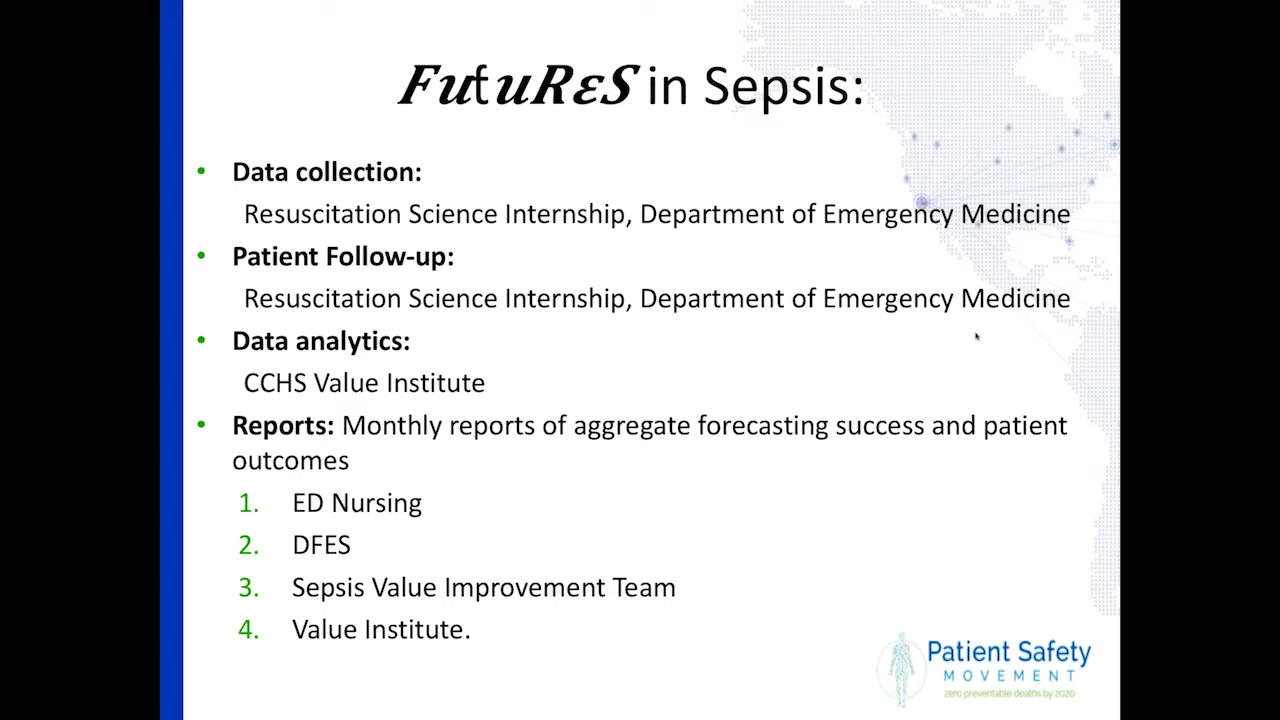 FutuRεS in Sepsis:
• Data collection:
Resuscitation Science Internship, Department of Emergency Medicine
• Patient Follow-up:
Resuscitation Science Internship, Department of Emergency Medicine
• Data analytics:
CCHS Value Institute
• Reports: Monthly reports of aggregate forecasting success and patient
outcomes
1. ED Nursing
2. DFES
3. Sepsis Value Improvement Team
4. Value Institute.
Patient Safety
MOVEMENT
zero preventable deaths by 2020